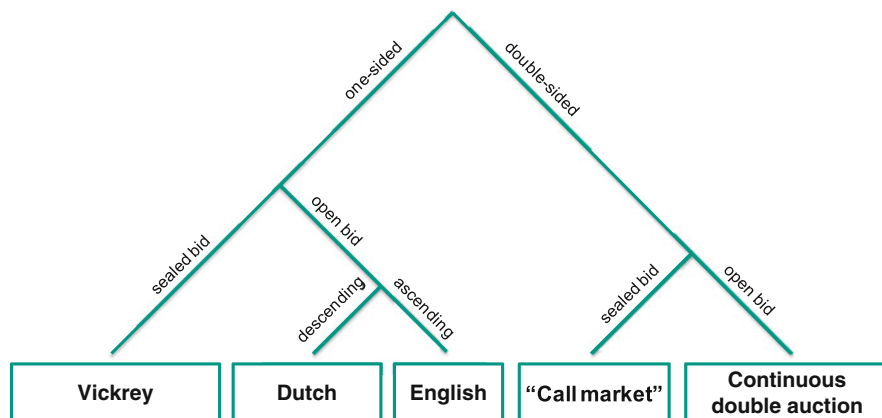 one-sided
double-sided
sealed bid
open bid
descending
ascending
sealed bid
open bid
Vickrey
Dutch
English
“Call market”
Continuous
double auction